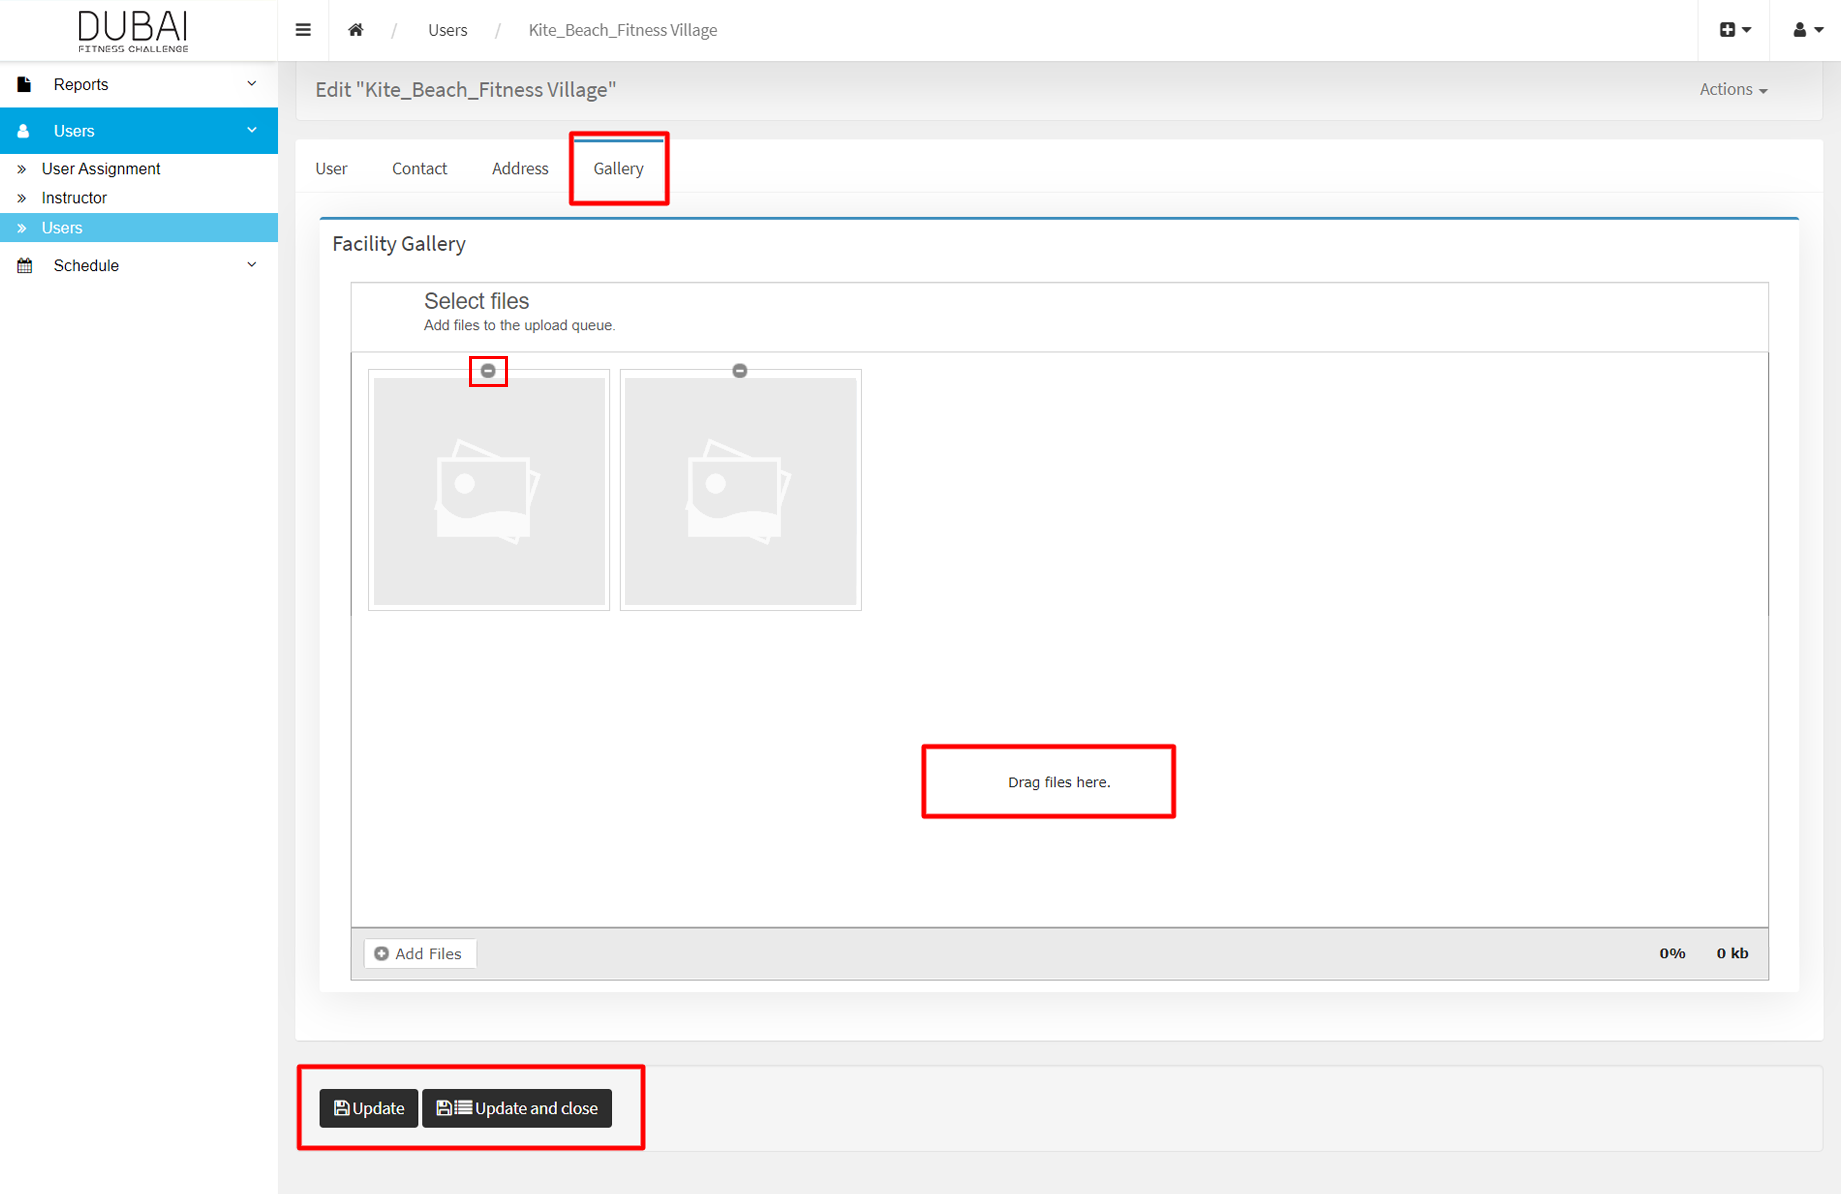 DUBAI
FITNESS CHALLENGE
/ Users / Kite_Beach_Fitness Village
Reports
Users
User Assignment
Instructor
Users
Schedule
Edit "Kite_Beach_Fitness Village"
Actions
User Contact Address Gallery
Facility Gallery
Select files
Add files to the upload queue.
Drag files here.
Add Files
0% 0 kb
Update Update and close